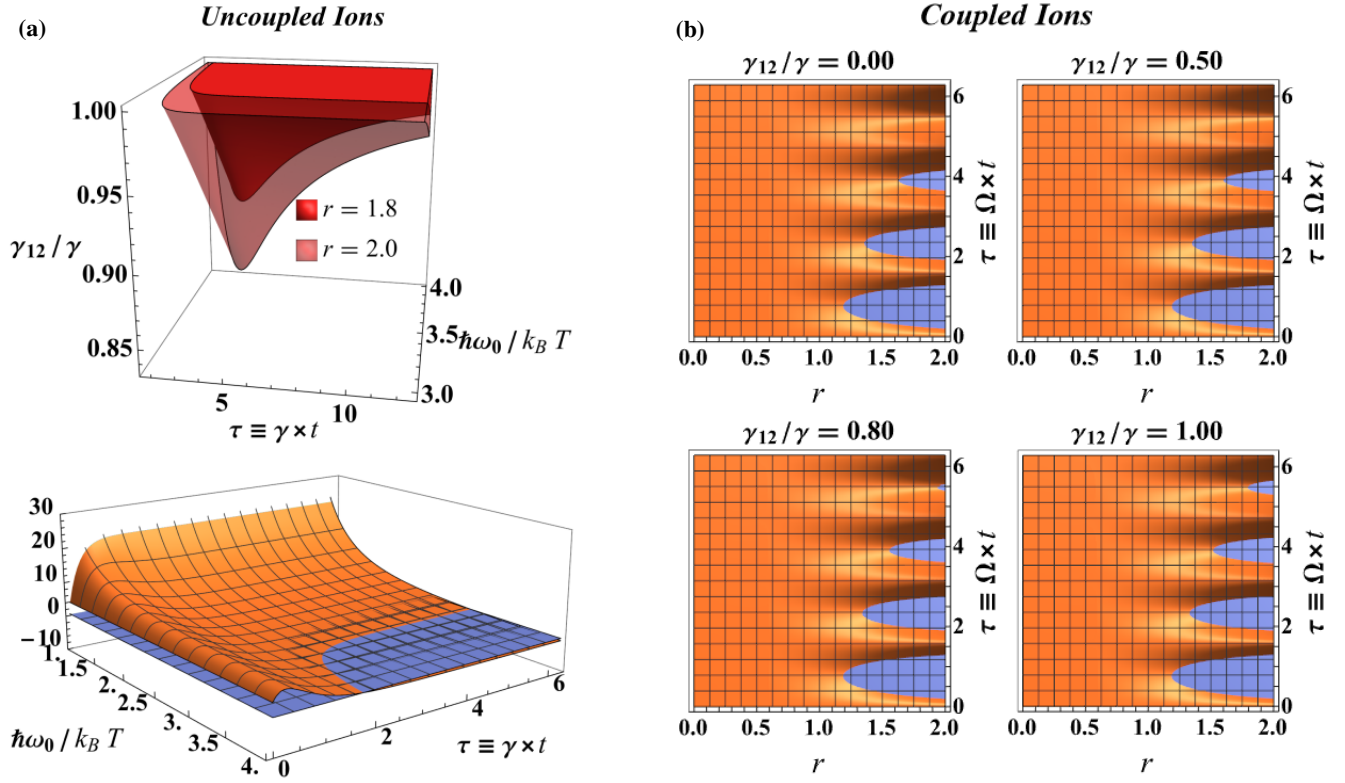 Uncoupled Ions
(a)
1.00
0.95
0.90
0.85
γ₁₂ / γ
r = 1.8
r = 2.0
4.0
3.5
3.0
ħω₀ / k_B T
5 10
τ ≡ γ × t
30
20
10
0
−10
1.
1.5
2.
2.5
3.
3.5
4.
ħω₀ / k_B T
0 2 4 6
τ ≡ γ × t
Coupled Ions
(b)
γ₁₂ / γ = 0.00
6
4
2
0
τ ≡ Ω × t
0.0 0.5 1.0 1.5 2.0
r
γ₁₂ / γ = 0.50
6
4
2
0
τ ≡ Ω × t
0.0 0.5 1.0 1.5 2.0
r
γ₁₂ / γ = 0.80
6
4
2
0
τ ≡ Ω × t
0.0 0.5 1.0 1.5 2.0
r
γ₁₂ / γ = 1.00
6
4
2
0
τ ≡ Ω × t
0.0 0.5 1.0 1.5 2.0
r